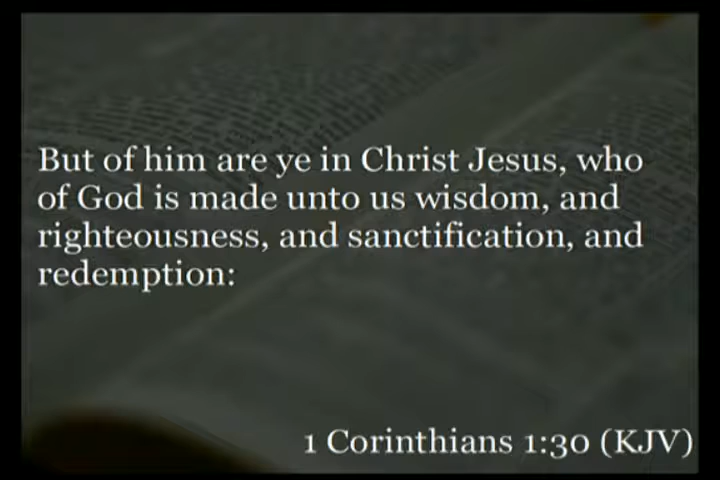 But of him are ye in Christ Jesus, who
of God is made unto us wisdom, and
righteousness, and sanctification, and
redemption:
1 Corinthians 1:30 (KJV)